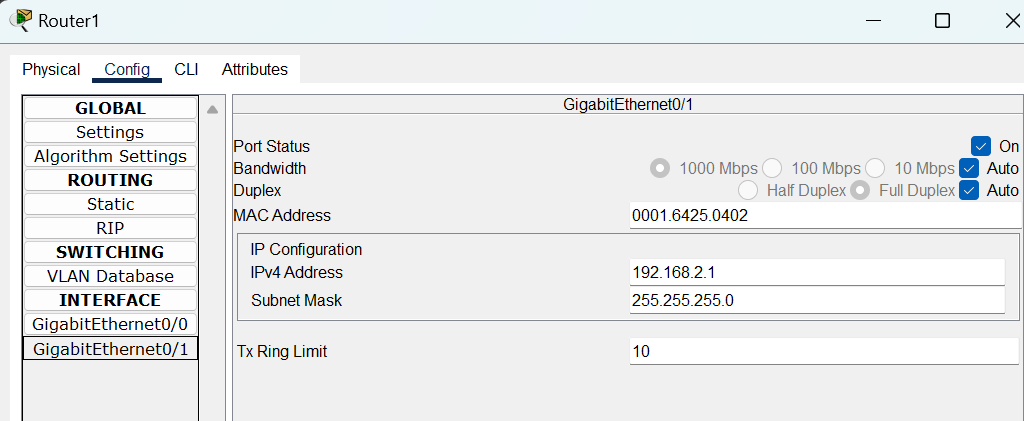 Router1
Physical Config CLI Attributes
GLOBAL
Settings
Algorithm Settings
ROUTING
Static
RIP
SWITCHING
VLAN Database
INTERFACE
GigabitEthernet0/0
GigabitEthernet0/1
GigabitEthernet0/1
Port Status On
Bandwidth 1000 Mbps 100 Mbps 10 Mbps Auto
Duplex Half Duplex Full Duplex Auto
MAC Address 0001.6425.0402
IP Configuration
IPv4 Address 192.168.2.1
Subnet Mask 255.255.255.0
Tx Ring Limit 10